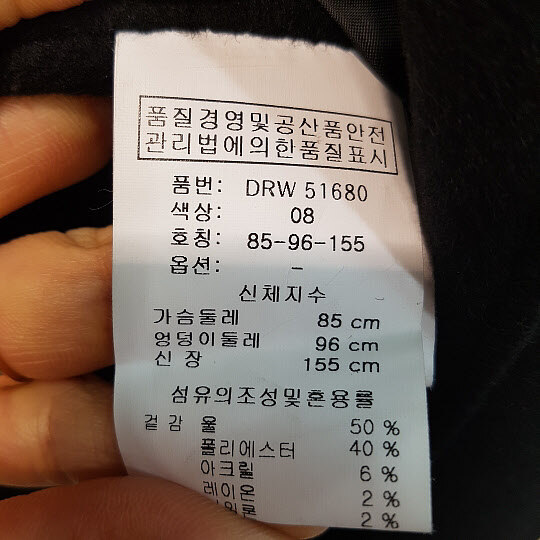 품질경영및공산품안전
관리법에의한품질표시
품번: DRW 51680
색상: 08
호칭: 85-96-155
옵션: -
신체지수
가슴둘레 85 cm
엉덩이둘레 96 cm
신 장 155 cm
섬유의조성및혼용률
겉감 울 50 %
폴리에스터 40 %
아크릴 6 %
레이온 2 %
2 %